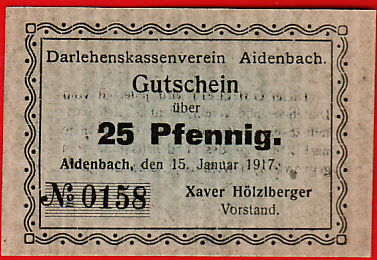 Darlehenskassenverein Aidenbach.
Gutschein
über
25 Pfennig.
Aidenbach, den 15. Januar 1917.
№ 0158
Xaver Hölzlberger
Vorstand.